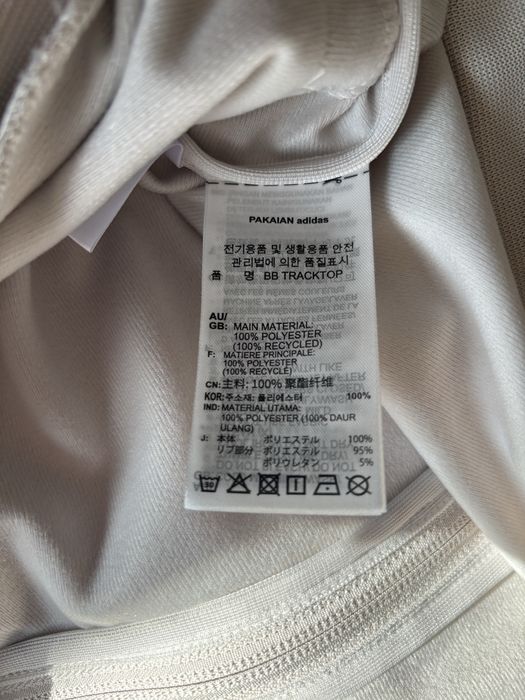 PAKAIAN adidas
전기용품 및 생활용품 안전
관리법에 의한 품질표시
품 명 BB TRACKTOP
AU/
GB: MAIN MATERIAL:
100% POLYESTER
(100% RECYCLED)
F: MATIERE PRINCIPALE:
100% POLYESTER
(100% RECYCLÉ)
CN: 主料: 100% 聚酯纤维
KOR: 주소재: 폴리에스터 100%
IND: MATERIAL UTAMA:
100% POLYESTER (100% DAUR
ULANG)
J: 本体 ポリエステル 100%
リブ部分 ポリエステル 95%
ポリウレタン 5%
30